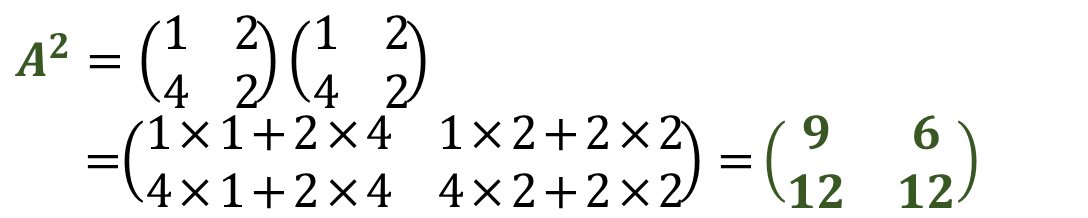 A² = (1 2 4 2) (1 2 4 2)
= (1×1+2×4 1×2+2×2 4×1+2×4 4×2+2×2) = (9 6 12 12)